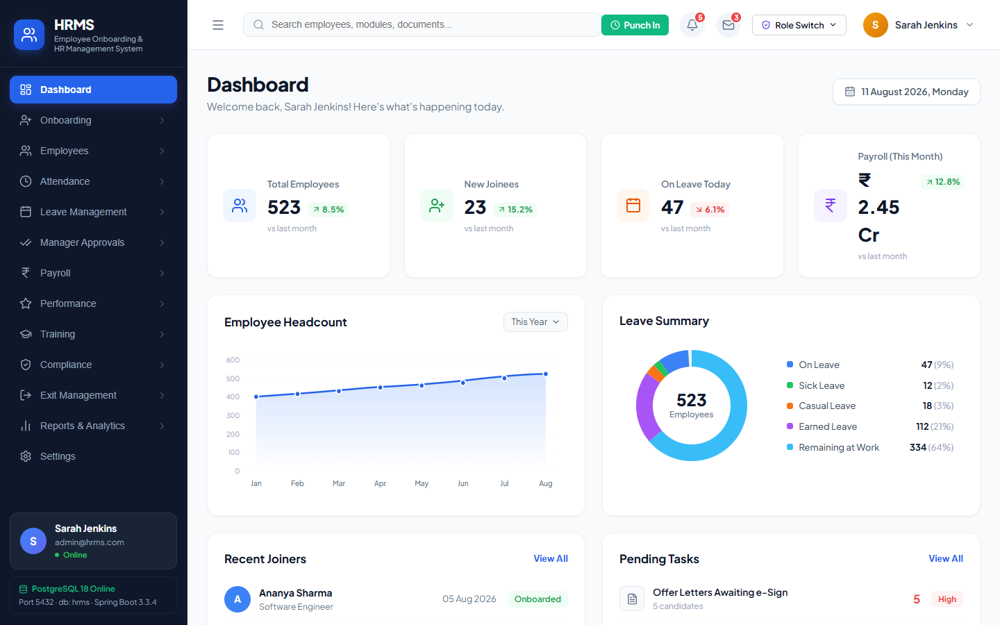 HRMS
Employee Onboarding &
HR Management System
Dashboard
Onboarding
Employees
Attendance
Leave Management
Manager Approvals
Payroll
Performance
Training
Compliance
Exit Management
Reports & Analytics
Settings
S
Sarah Jenkins
admin@hrms.com
Online
PostgreSQL 18 Online
Port 5432 · db: hrms · Spring Boot 3.3.4
Search employees, modules, documents...
Punch In
5
3
Role Switch
S
Sarah Jenkins
Dashboard
Welcome back, Sarah Jenkins! Here's what's happening today.
11 August 2026, Monday
Total Employees
523
8.5%
vs last month
New Joinees
23
15.2%
vs last month
On Leave Today
47
6.1%
vs last month
₹
Payroll (This Month)
₹
2.45
Cr
12.8%
vs last month
Employee Headcount
This Year
600
500
400
300
200
100
0
Jan Feb Mar Apr May Jun Jul Aug
Leave Summary
523
Employees
On Leave 47 (9%)
Sick Leave 12 (2%)
Casual Leave 18 (3%)
Earned Leave 112 (21%)
Remaining at Work 334 (64%)
Recent Joiners
View All
A
Ananya Sharma
Software Engineer
05 Aug 2026
Onboarded
Pending Tasks
View All
Offer Letters Awaiting e-Sign
5 candidates
5
High